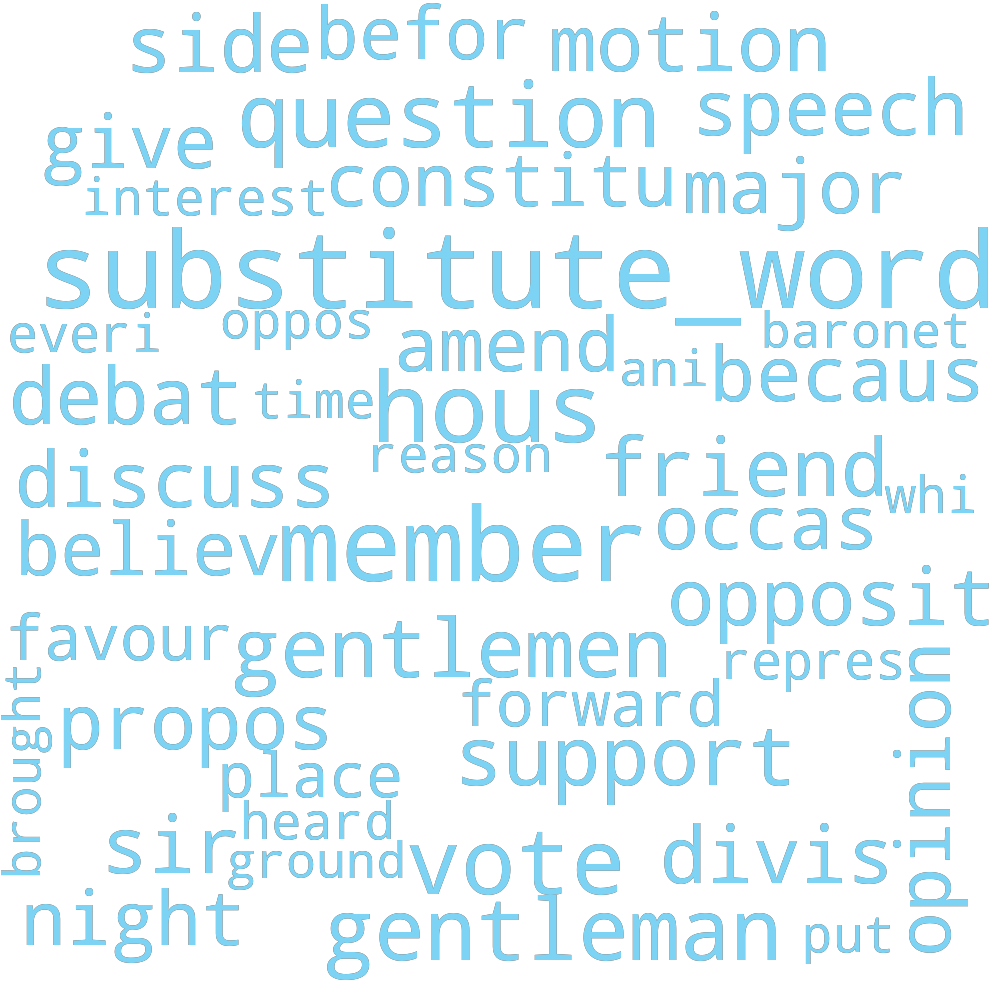 side befor motion
give question speech
interest constitu major
substitute_word
everi oppos amend baronet
debat time hous ani becaus
discuss reason friend whi
believ member occas
opposit
favour gentlemen repres
brought propos forward opinion
place support
sir heard
ground vote divis
night gentleman put